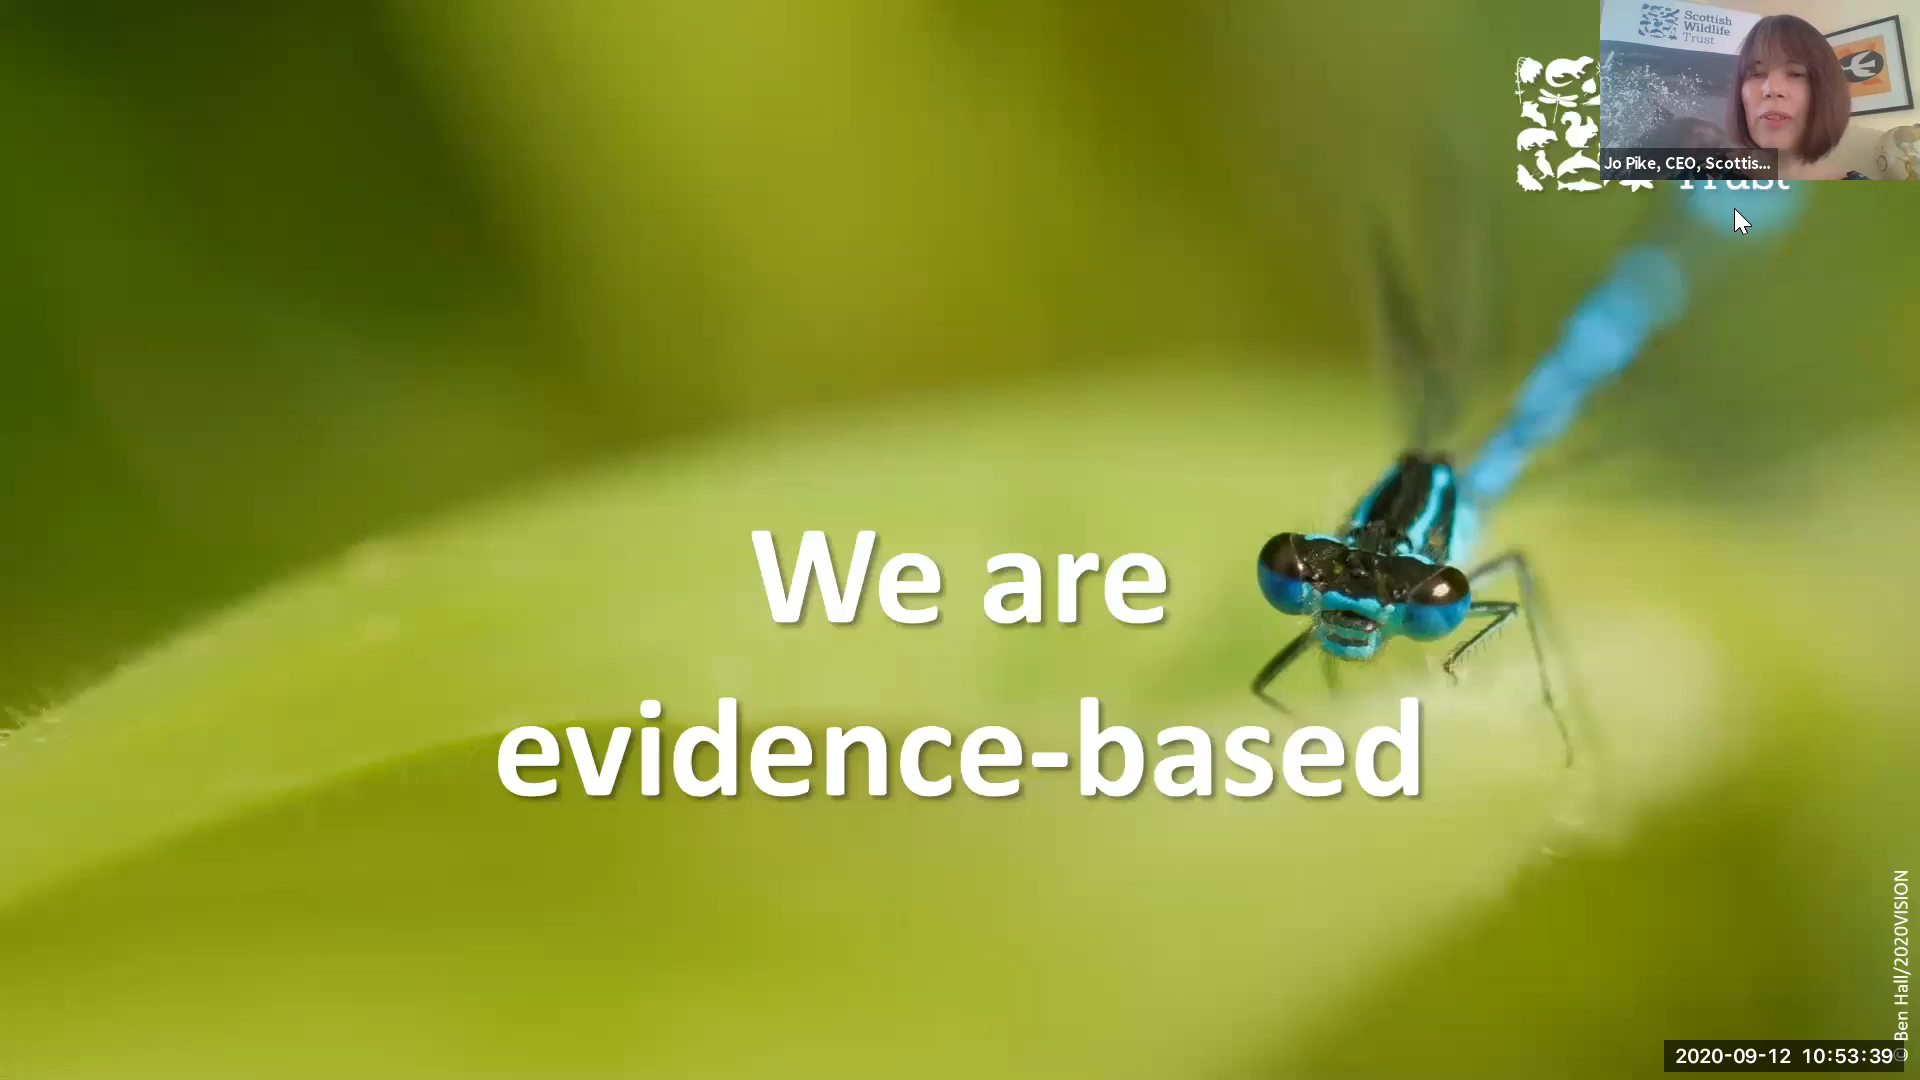 Scottish
Wildlife
Trust
Jo Pike, CEO, Scottis...
Trust
We are
evidence-based
© Ben Hall/2020VISION
2020-09-12 10:53:39